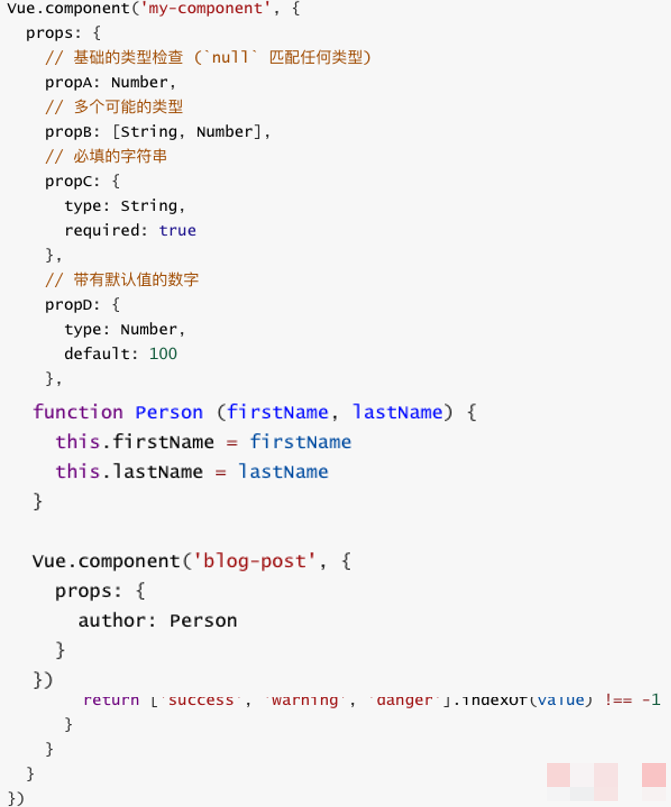 Vue.component('my-component', {
props: {
// 基础的类型检查 (`null` 匹配任何类型)
propA: Number,
// 多个可能的类型
propB: [String, Number],
// 必填的字符串
propC: {
type: String,
required: true
},
// 带有默认值的数字
propD: {
type: Number,
default: 100
},
function Person (firstName, lastName) {
this.firstName = firstName
this.lastName = lastName
}
Vue.component('blog-post', {
props: {
author: Person
}
})
return ['success', 'warning', 'danger'].indexOf(value) !== -1
}
}
}
})